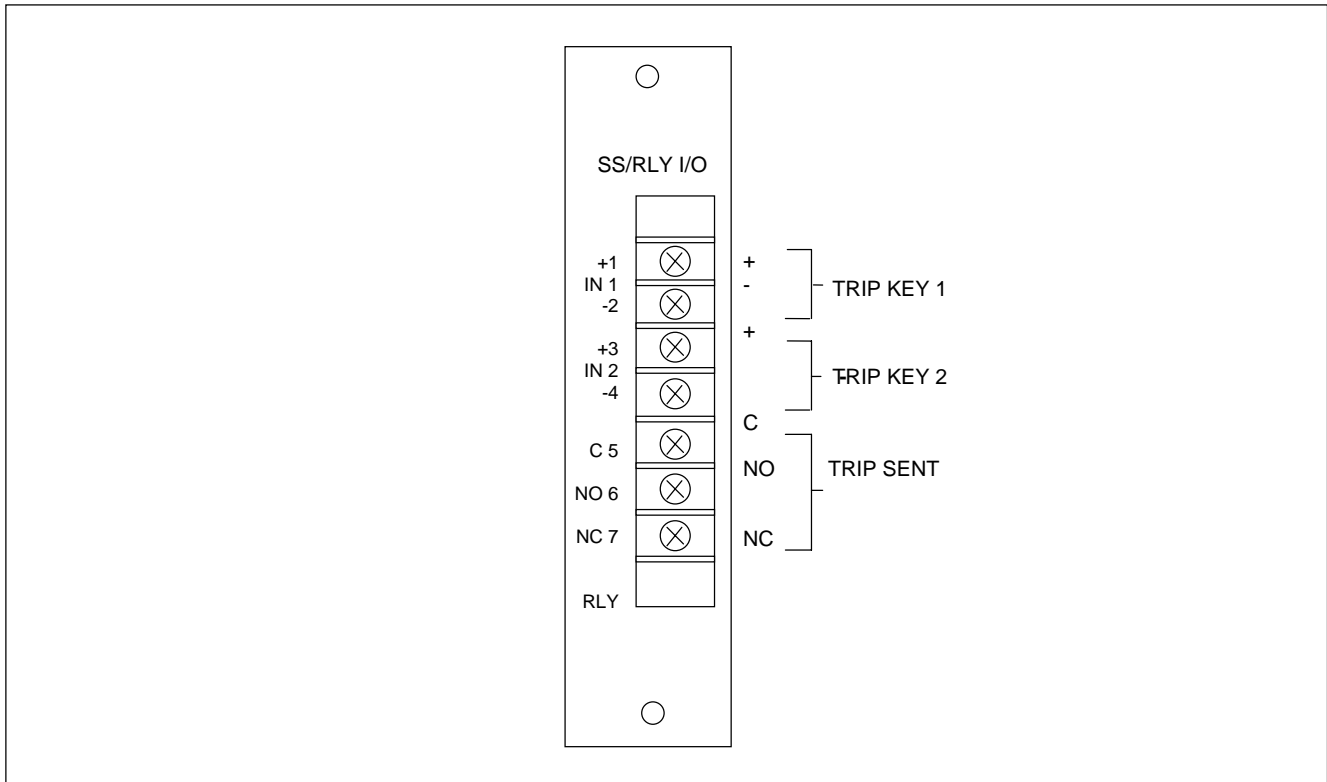 SS/RLY I/O
+1
IN 1
-2
+3
IN 2
-4
C 5
NO 6
NC 7
RLY
+
-
TRIP KEY 1
+
-
TRIP KEY 2
C
NO
NC
TRIP SENT